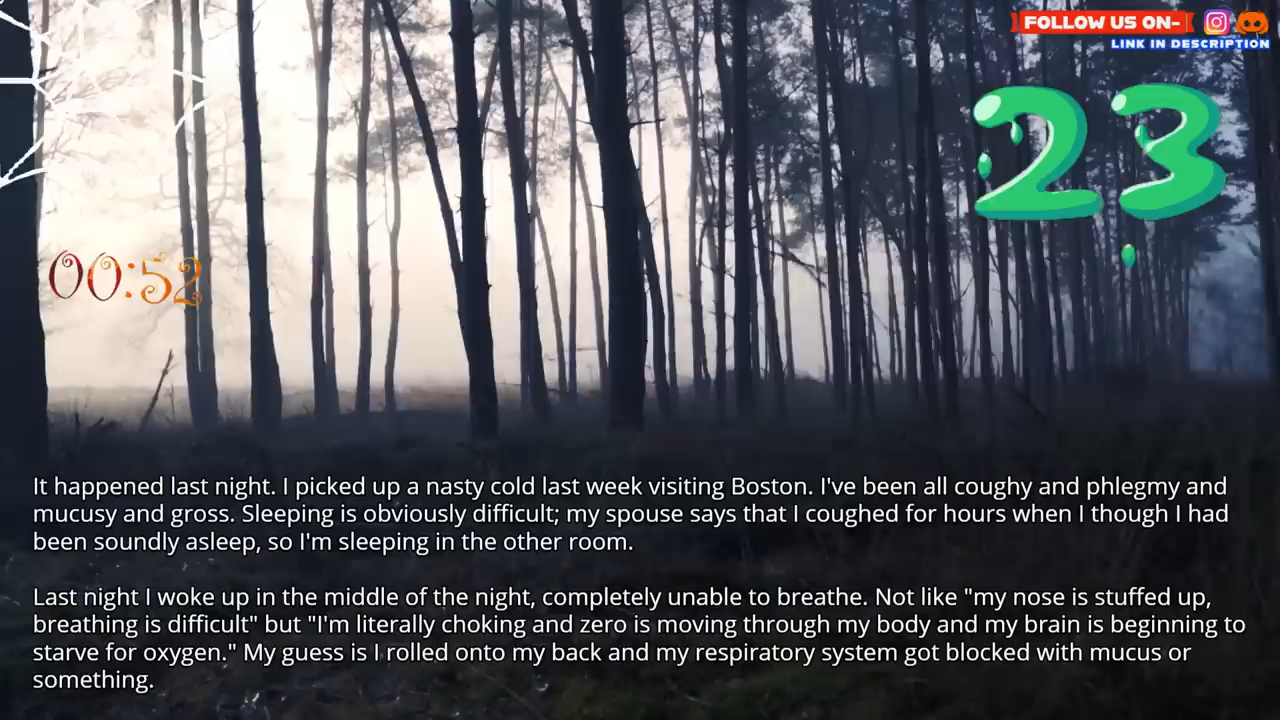 FOLLOW US ON-
LINK IN DESCRIPTION
23
00:52
It happened last night. I picked up a nasty cold last week visiting Boston. I've been all coughy and phlegmy and
mucusy and gross. Sleeping is obviously difficult; my spouse says that I coughed for hours when I though I had
been soundly asleep, so I'm sleeping in the other room.
Last night I woke up in the middle of the night, completely unable to breathe. Not like "my nose is stuffed up,
breathing is difficult" but "I'm literally choking and zero is moving through my body and my brain is beginning to
starve for oxygen." My guess is I rolled onto my back and my respiratory system got blocked with mucus or
something.